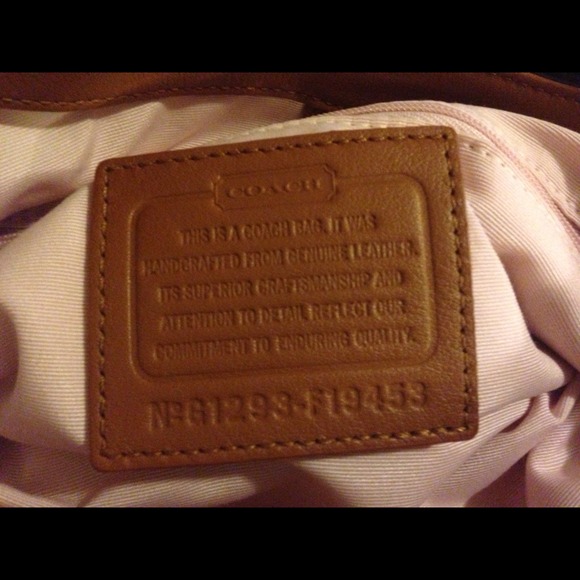 COACH
THIS IS A COACH BAG. IT WAS
HANDCRAFTED FROM GENUINE LEATHER.
ITS SUPERIOR CRAFTSMANSHIP AND
ATTENTION TO DETAIL REFLECT OUR
COMMITMENT TO ENDURING QUALITY.
Nº G1293-F19453